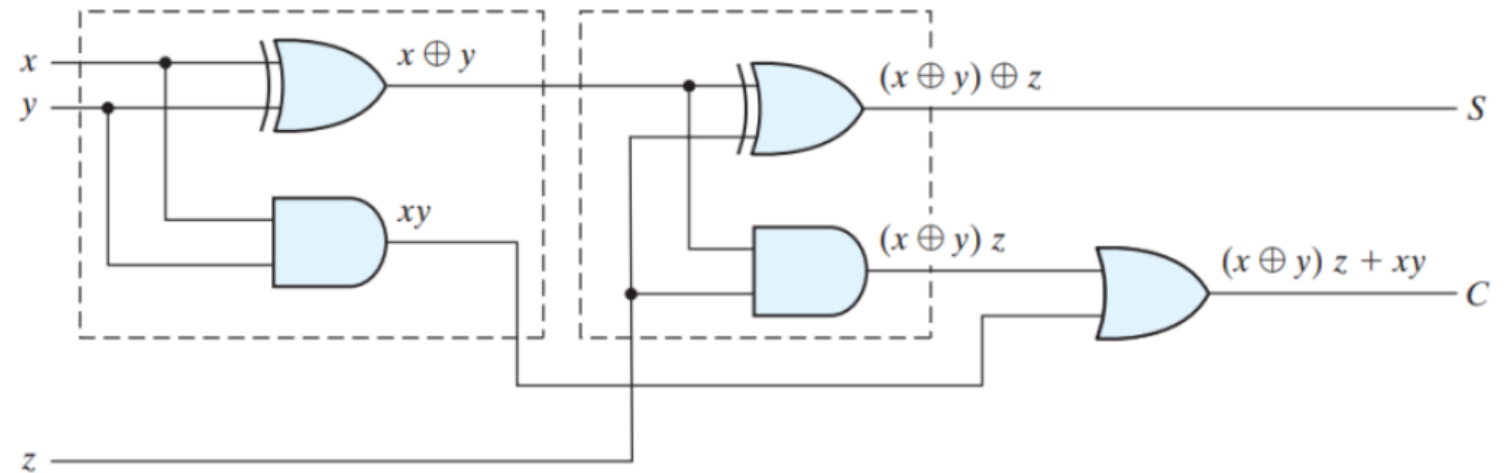 x
y
x ⊕ y
(x ⊕ y) ⊕ z
S
xy
(x ⊕ y) z
(x ⊕ y) z + xy
C
z